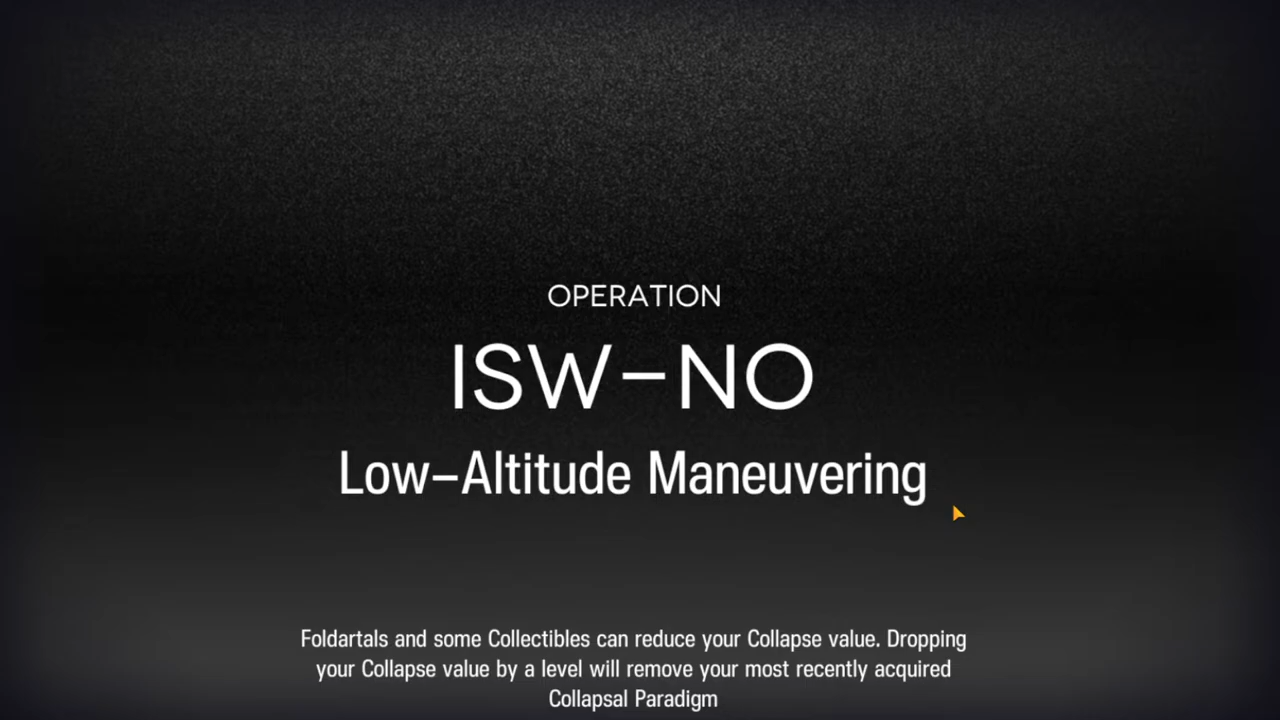 OPERATION
ISW-NO
Low-Altitude Maneuvering
Foldartals and some Collectibles can reduce your Collapse value. Dropping
your Collapse value by a level will remove your most recently acquired
Collapsal Paradigm